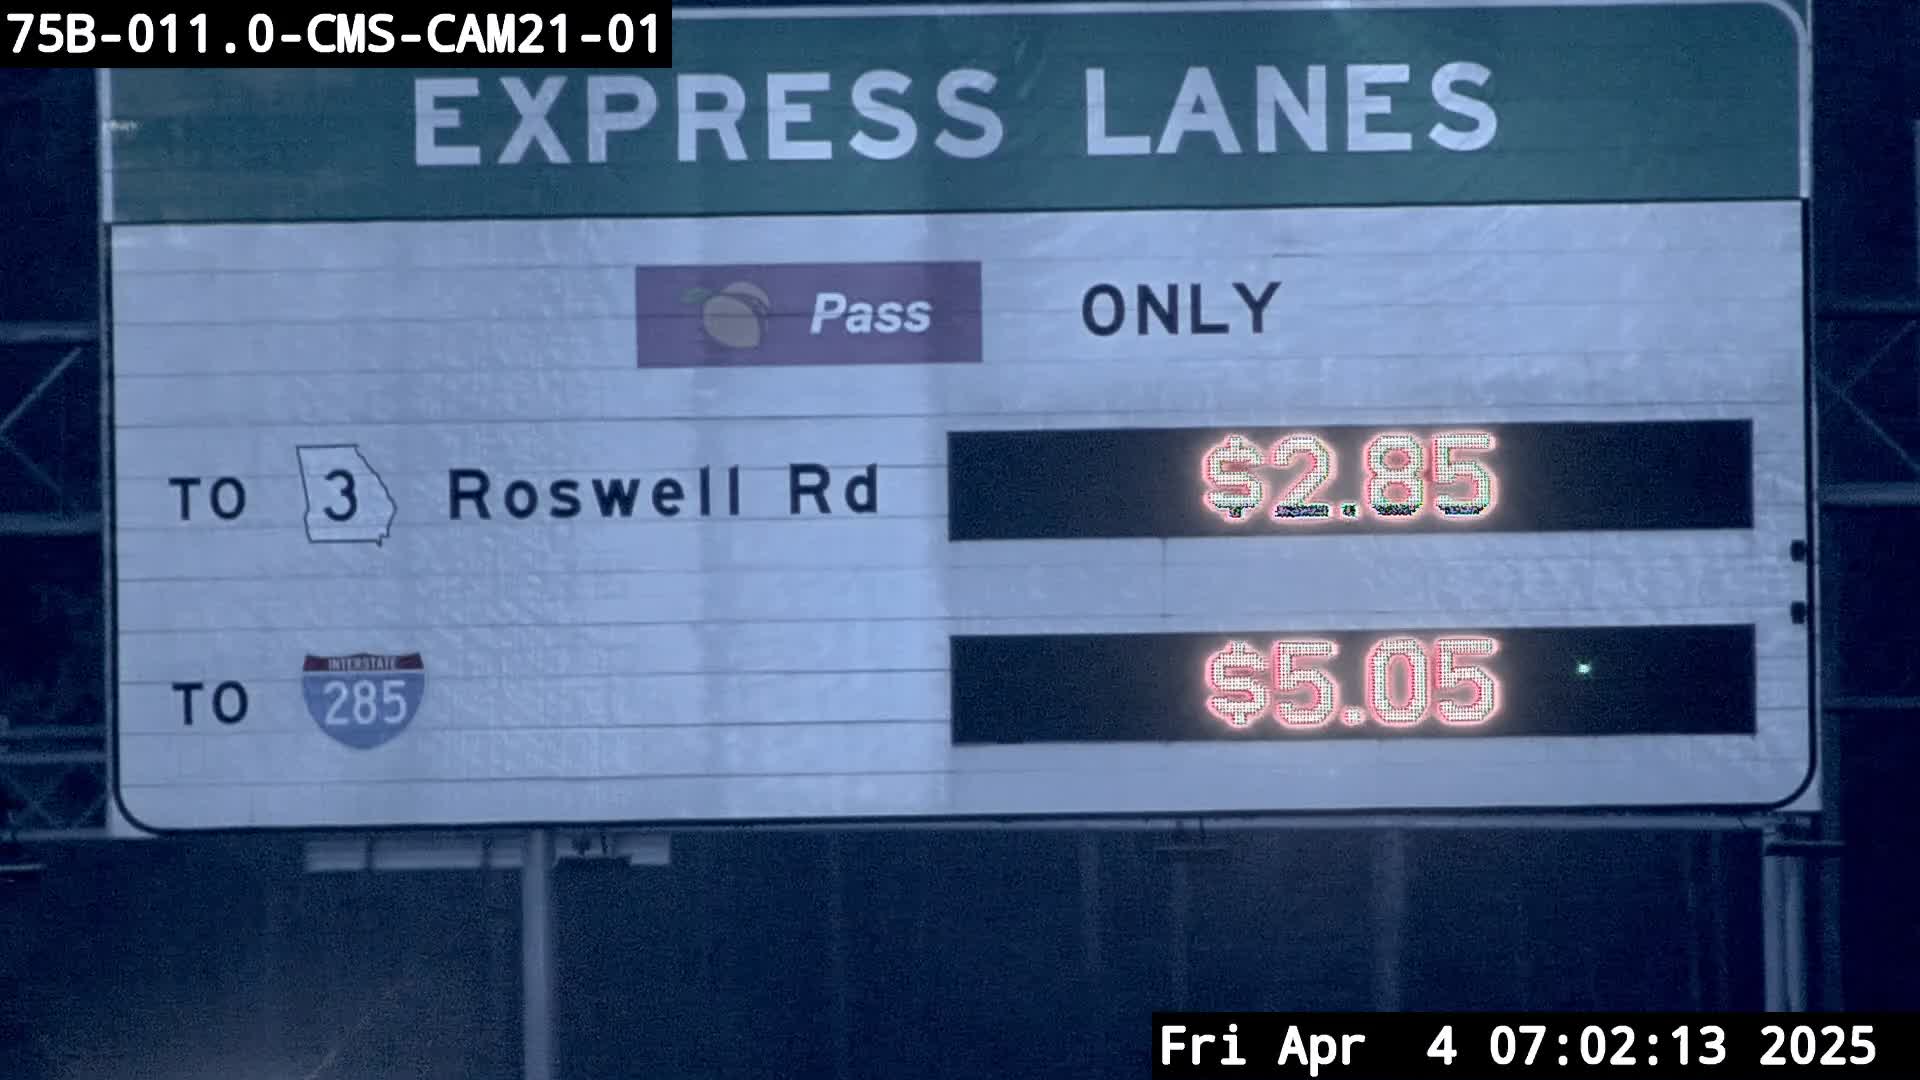 75B-011.0-CMS-CAM21-01
EXPRESS LANES
Pass ONLY
TO 3 Roswell Rd $2.85
INTERSTATE
TO 285 $5.05
Fri Apr 4 07:02:13 2025